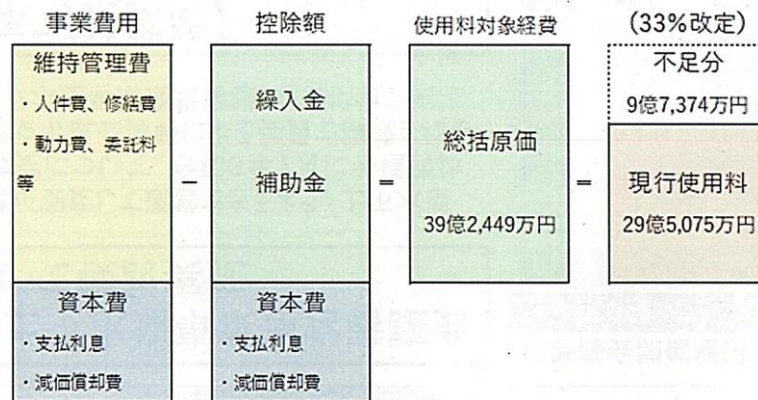 事業費用
維持管理費
・人件費、修繕費
・動力費、委託料
等
資本費
・支払利息
・減価償却費
−
控除額
繰入金
補助金
資本費
・支払利息
・減価償却費
=
使用料対象経費
総括原価
39億2,449万円
=
(33%改定)
不足分
9億7,374万円
現行使用料
29億5,075万円